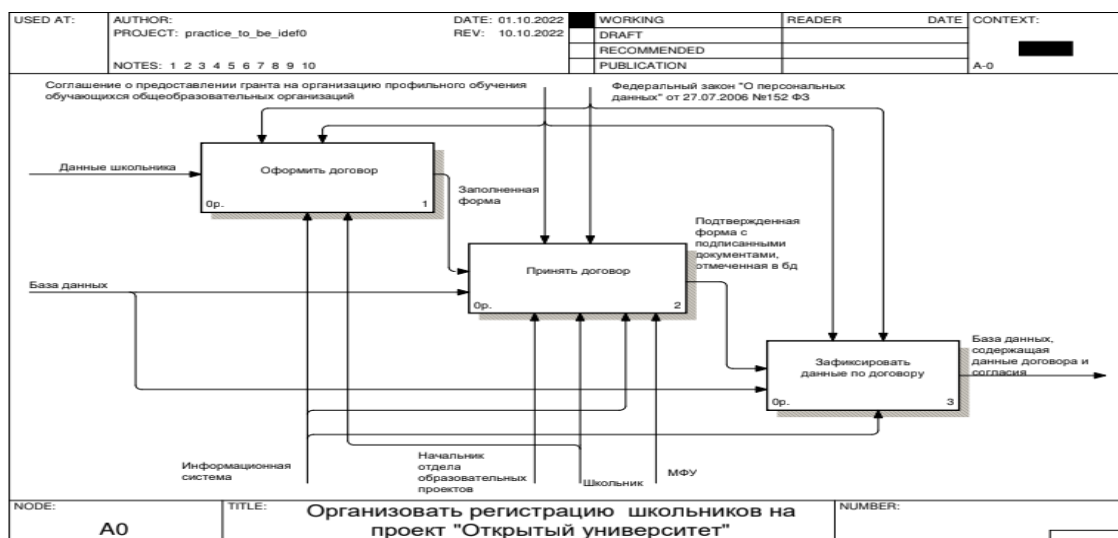 USED AT:
AUTHOR:
DATE: 01.10.2022
PROJECT: practice_to_be_idef0
REV: 10.10.2022
NOTES: 1 2 3 4 5 6 7 8 9 10
WORKING
DRAFT
RECOMMENDED
PUBLICATION
READER
DATE
CONTEXT:
A-0
Соглашение о предоставлении гранта на организацию профильного обучения
обучающихся общеобразовательных организаций
Федеральный закон "О персональных
данных" от 27.07.2006 №152 ФЗ
Данные школьника
Оформить договор
0р.
1
Заполненная
форма
База данных
Принять договор
0р.
2
Подтвержденная
форма с
подписанными
документами,
отмеченная в бд
Зафиксировать
данные по договору
0р.
3
База данных,
содержащая
данные договора и
согласия
Информационная
система
Начальник
отдела
образовательных
проектов
Школьник
МФУ
NODE:
A0
TITLE:
Организовать регистрацию школьников на
проект "Открытый университет"
NUMBER: